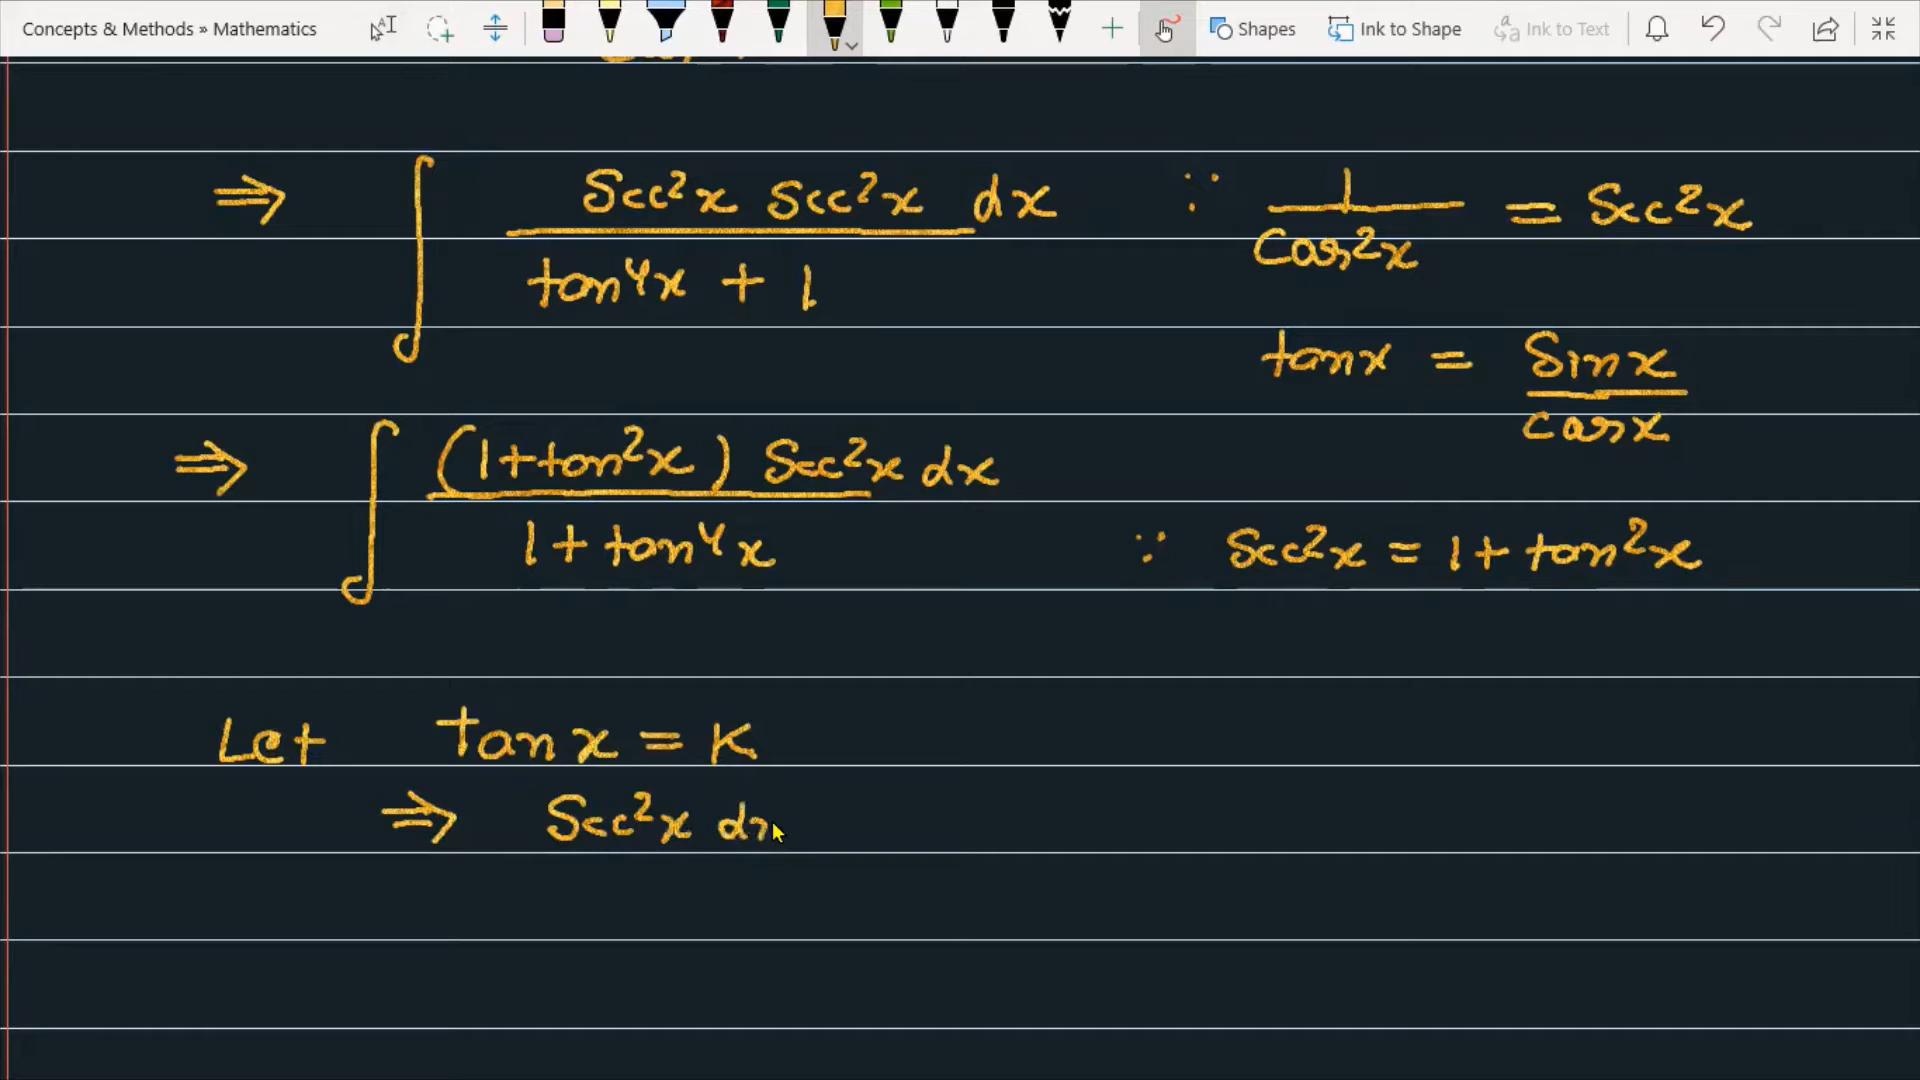 Concepts & Methods » Mathematics
Shapes
Ink to Shape
Ink to Text
⇒ ∫ Sec²x Sec²x dx / tan⁴x + 1 ∵ 1 / Cos²x = Sec²x
tanx = Sinx / cosx
⇒ ∫ (1+tan²x) Sec²x dx / 1 + tan⁴x ∵ Sec²x = 1 + tan²x
Let tan x = K
⇒ Sec²x dx